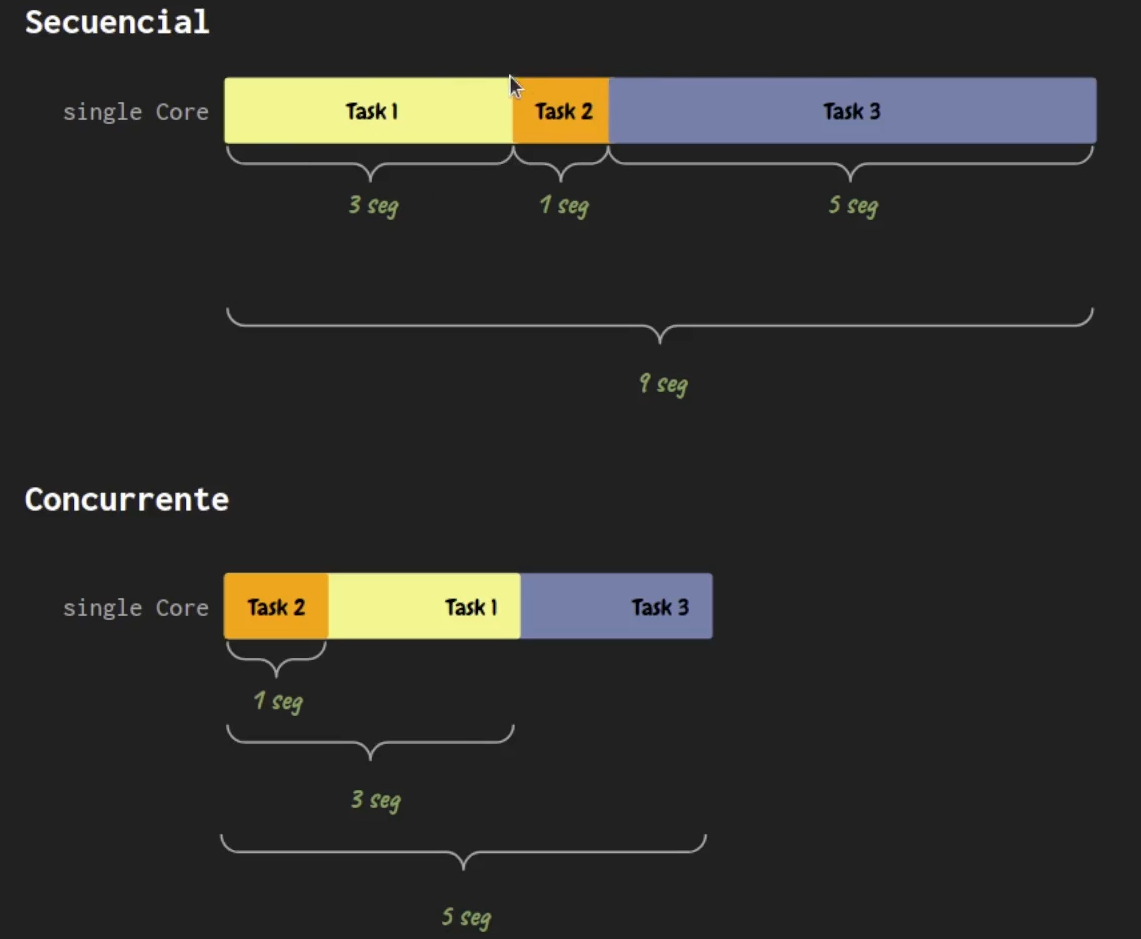 Secuencial
single Core
Task 1
Task 2
Task 3
3 seg
1 seg
5 seg
9 seg
Concurrente
single Core
Task 2
Task 1
Task 3
1 seg
3 seg
5 seg